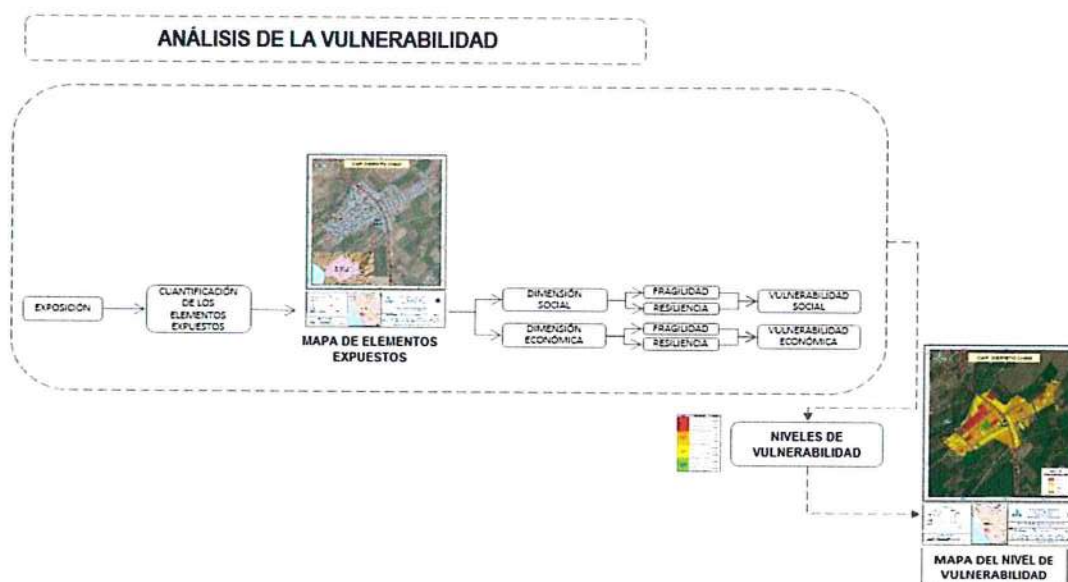 ANÁLISIS DE LA VULNERABILIDAD
EXPOSICIÓN
CUANTIFICACIÓN
DE LOS
ELEMENTOS
EXPUESTOS
MAPA DE ELEMENTOS
EXPUESTOS
DIMENSIÓN
SOCIAL
FRAGILIDAD
RESILIENCIA
VULNERABILIDAD
SOCIAL
DIMENSIÓN
ECONÓMICA
FRAGILIDAD
RESILIENCIA
VULNERABILIDAD
ECONÓMICA
NIVELES DE
VULNERABILIDAD
MAPA DEL NIVEL DE
VULNERABILIDAD